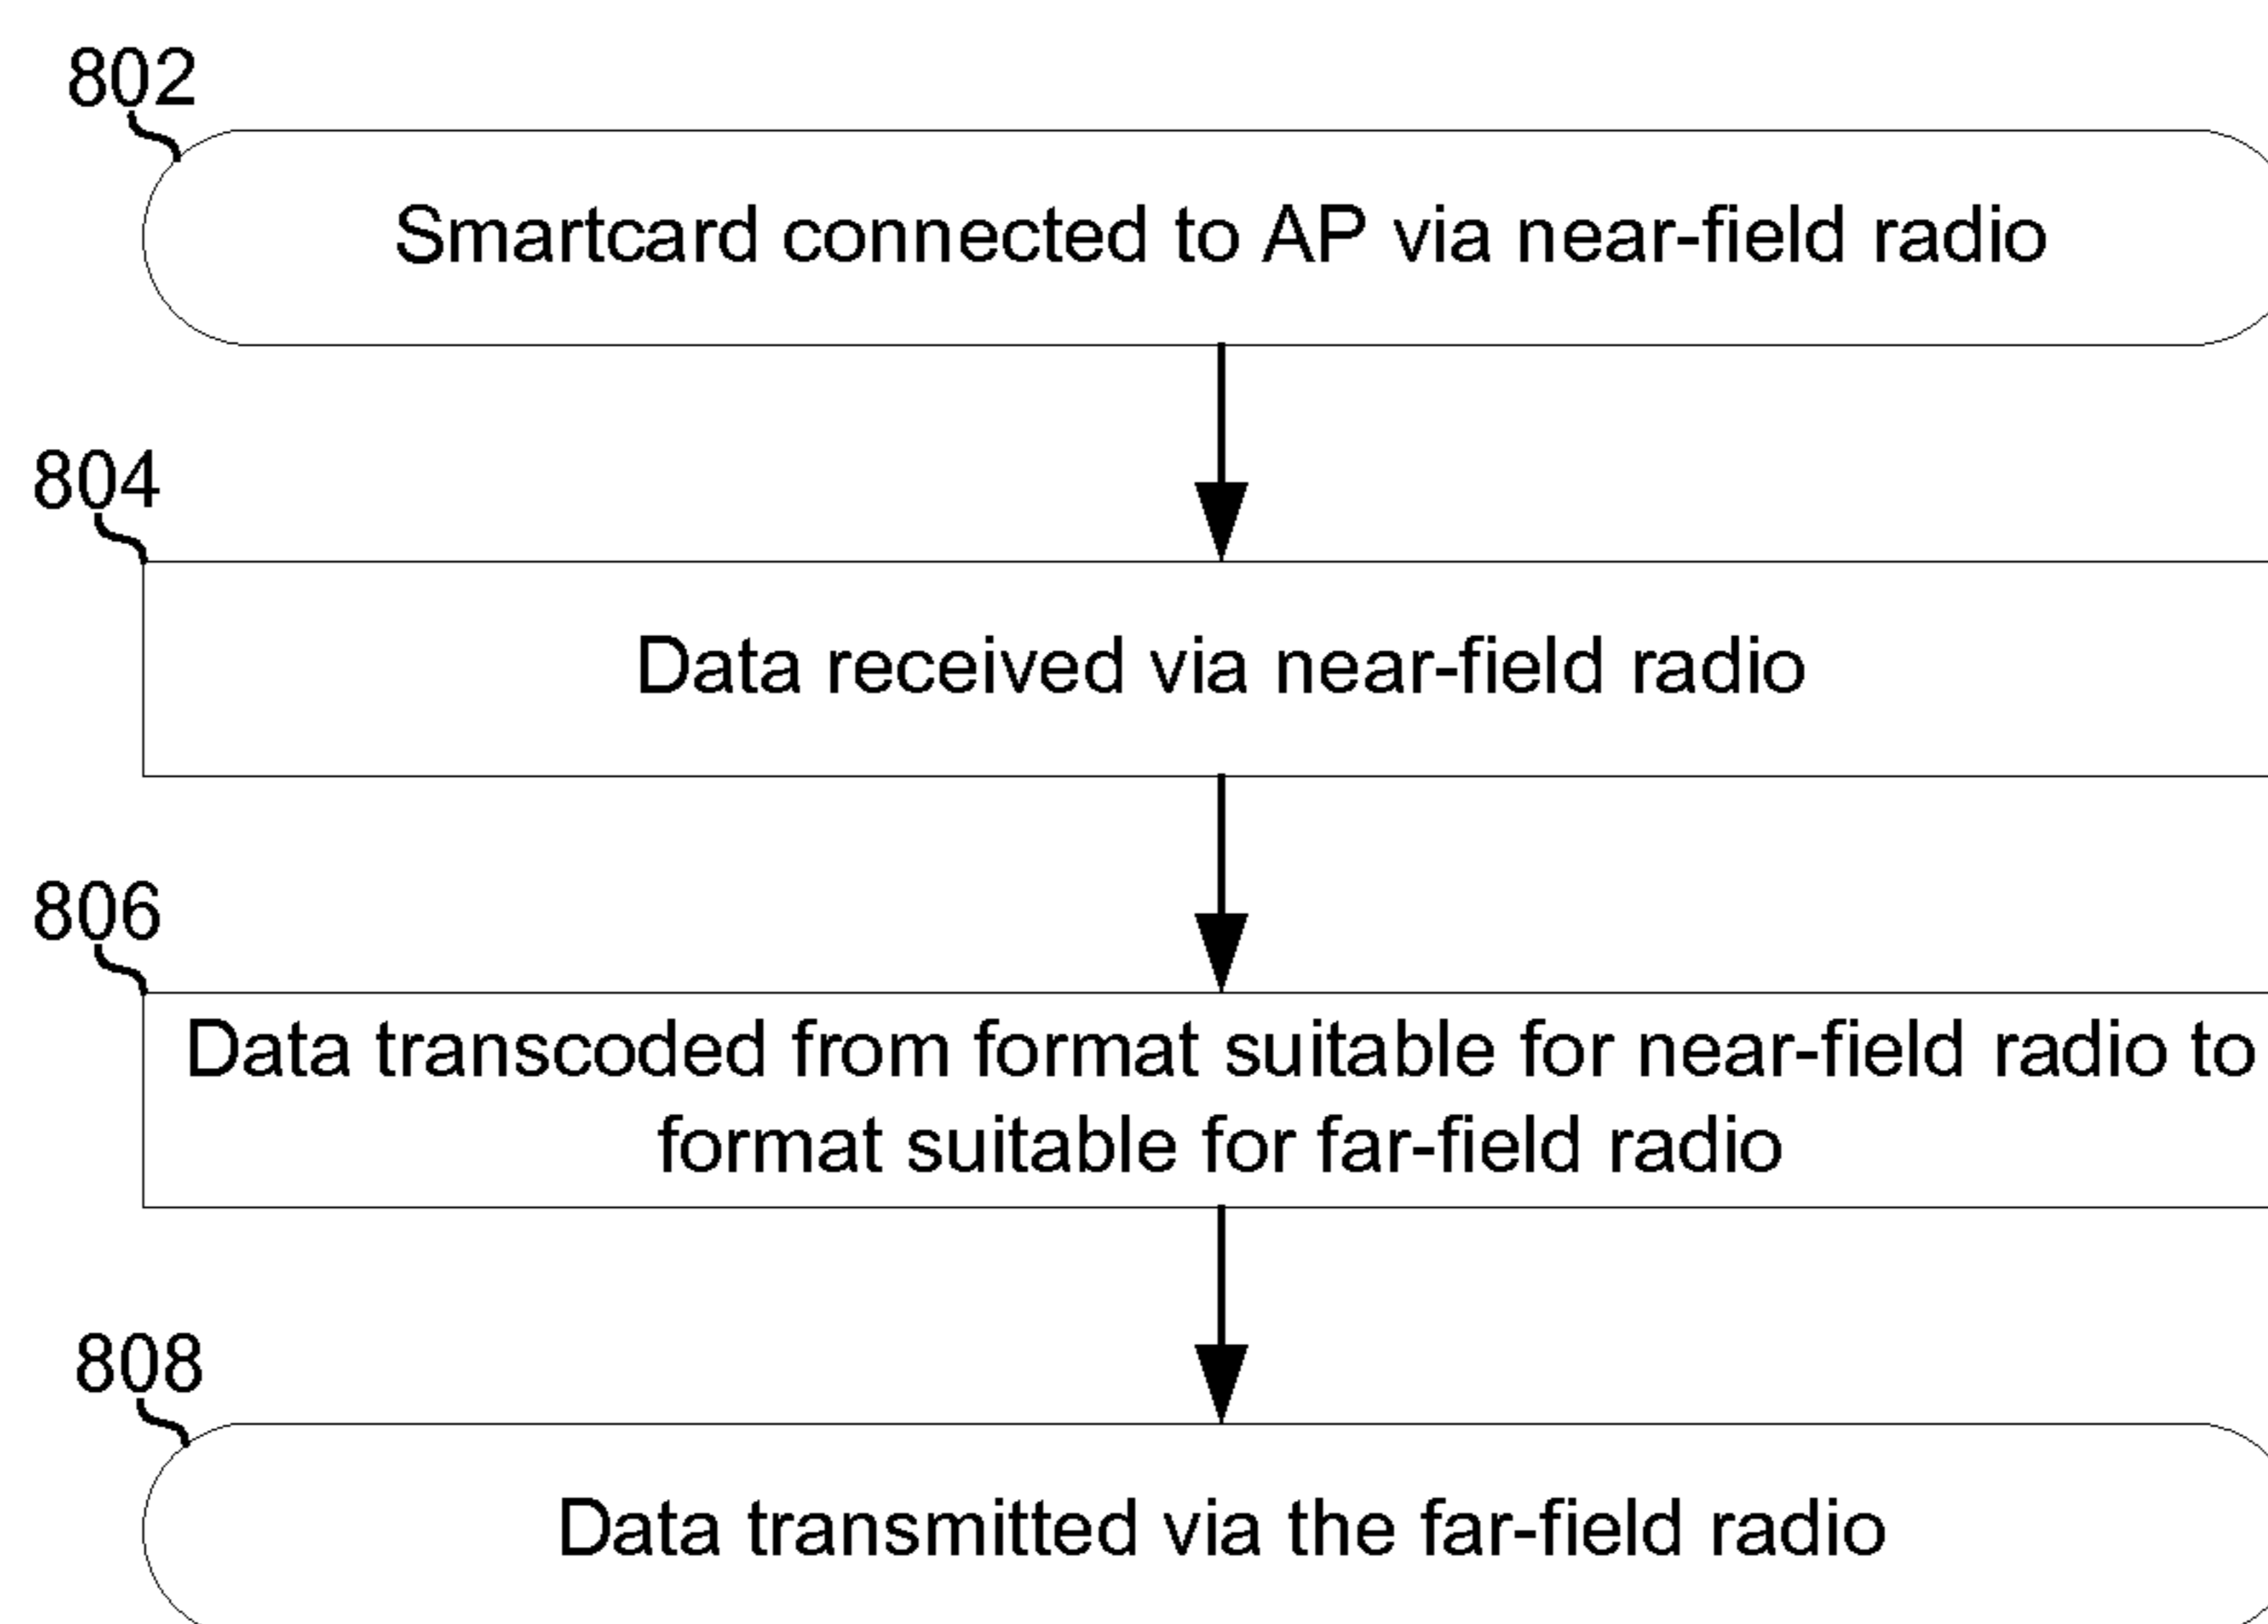 802
Smartcard connected to AP via near-field radio
804
Data received via near-field radio
806
Data transcoded from format suitable for near-field radio to
format suitable for far-field radio
808
Data transmitted via the far-field radio